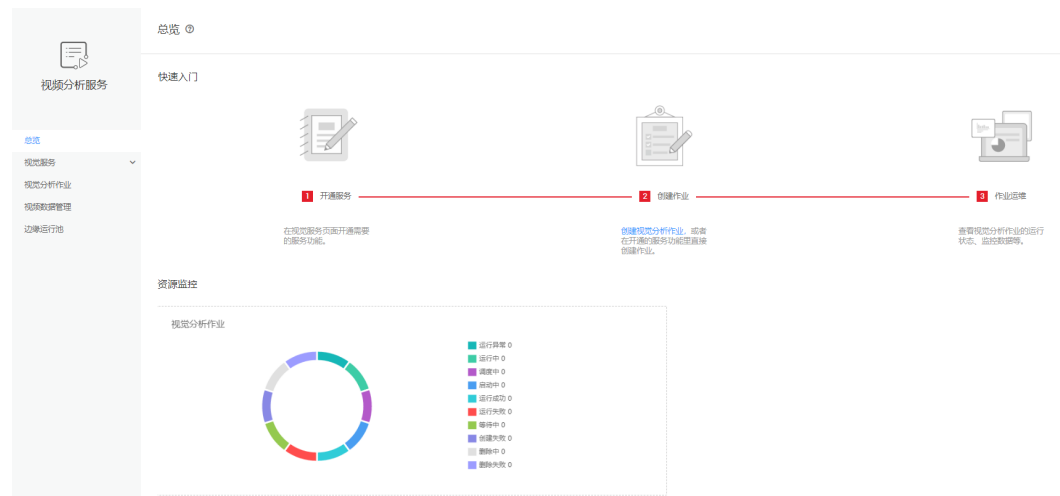 视频分析服务
总览
视觉服务
视觉分析作业
视频数据管理
边缘运行池
总览
快速入门
1 开通服务
2 创建作业
3 作业运维
在视觉服务页面开通需要
的服务功能。
创建视觉分析作业，或者
在开通的服务功能里直接
创建作业。
查看视觉分析作业的运行
状态、监控数据等。
资源监控
视觉分析作业
运行异常 0
运行中 0
调度中 0
启动中 0
运行成功 0
运行失败 0
等待中 0
创建失败 0
删除中 0
删除失败 0